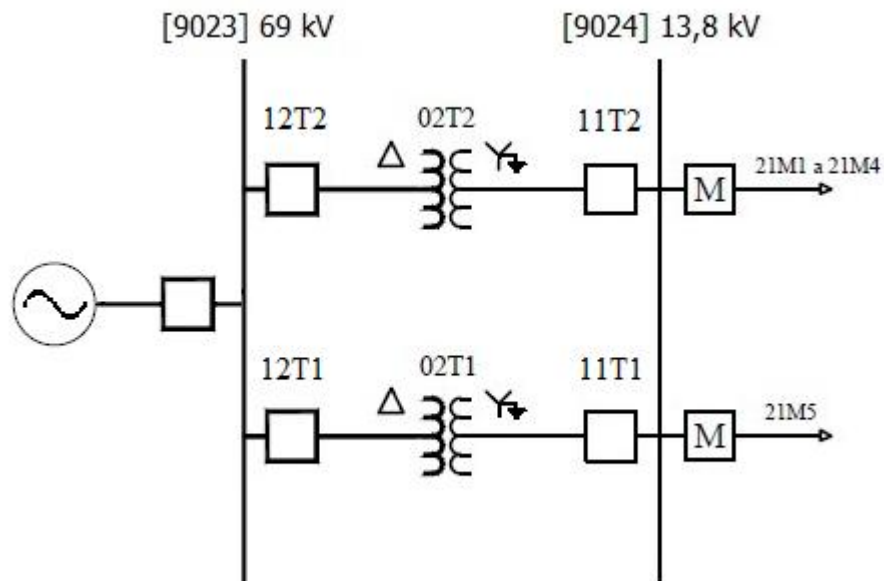 [9023] 69 kV
[9024] 13,8 kV
12T2
02T2
11T2
21M1 a 21M4
M
12T1
02T1
11T1
21M5
M